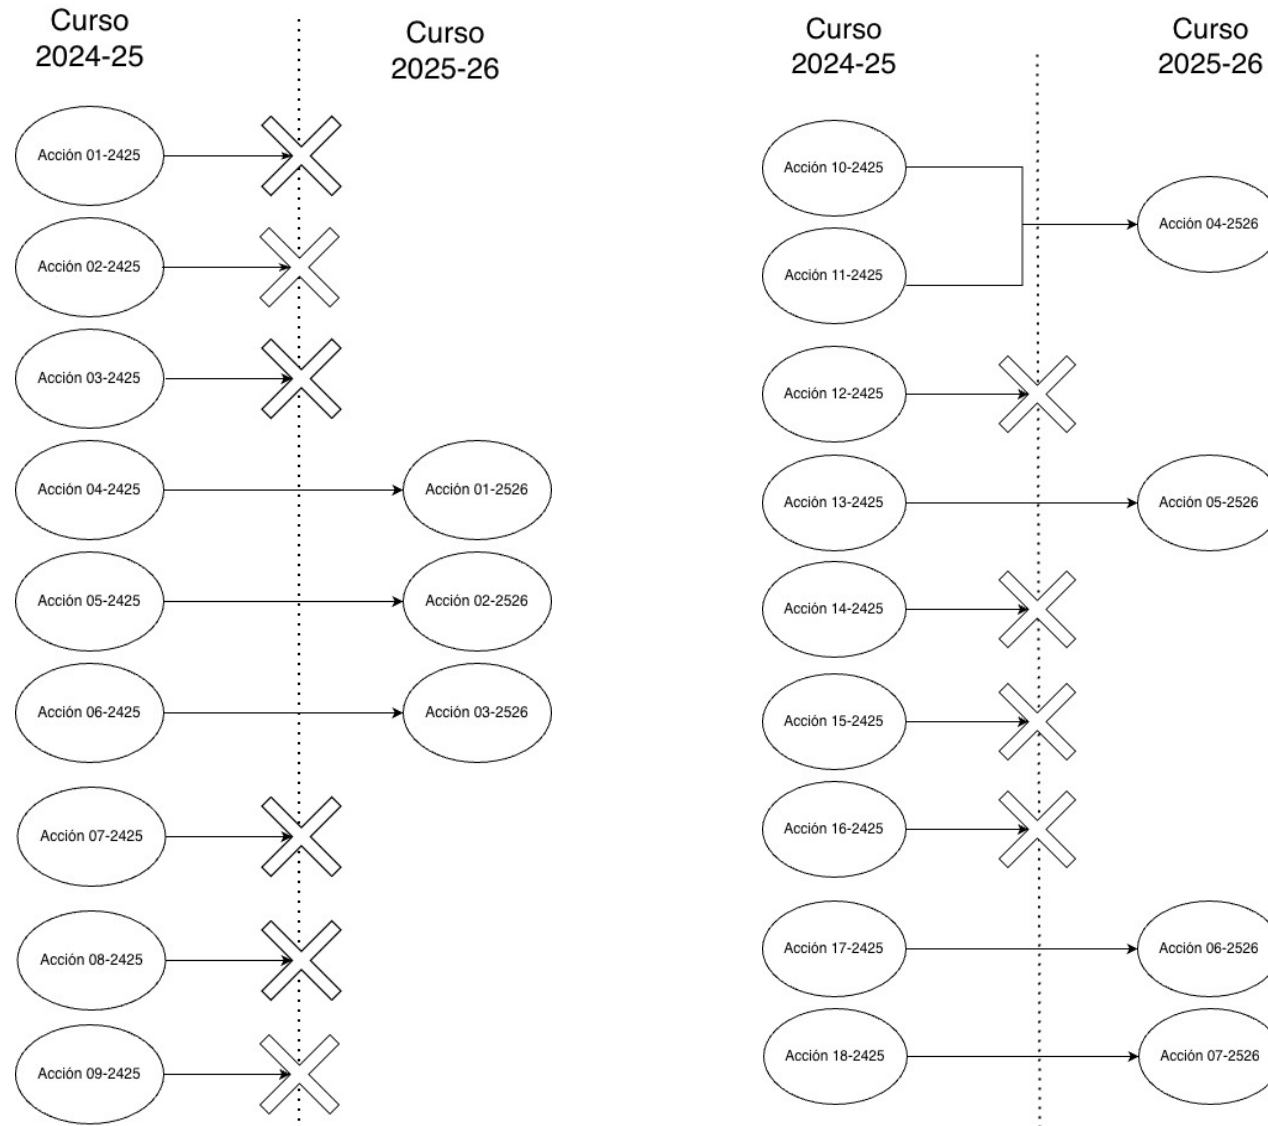 Curso
2024-25
Curso
2025-26
Acción 01-2425
Acción 02-2425
Acción 03-2425
Acción 04-2425
Acción 01-2526
Acción 05-2425
Acción 02-2526
Acción 06-2425
Acción 03-2526
Acción 07-2425
Acción 08-2425
Acción 09-2425
Curso
2024-25
Curso
2025-26
Acción 10-2425
Acción 04-2526
Acción 11-2425
Acción 12-2425
Acción 13-2425
Acción 05-2526
Acción 14-2425
Acción 15-2425
Acción 16-2425
Acción 17-2425
Acción 06-2526
Acción 18-2425
Acción 07-2526